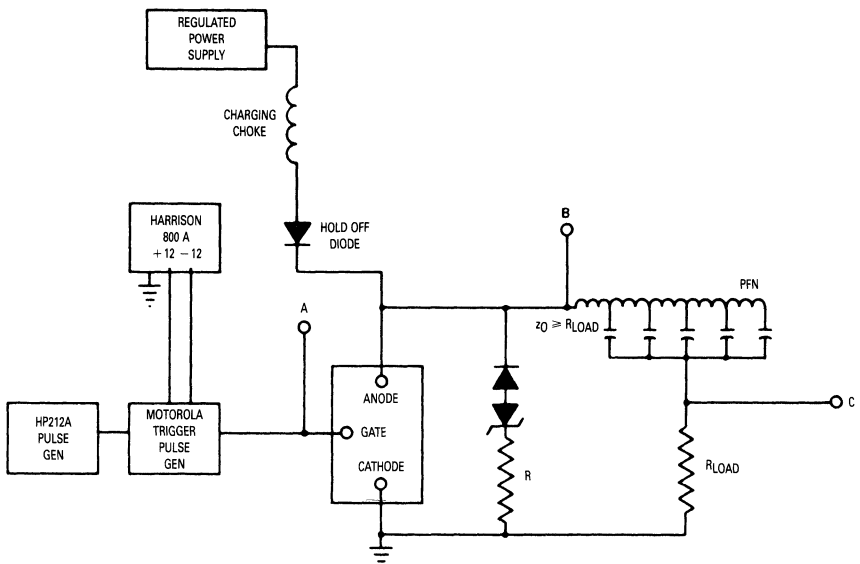 REGULATED
POWER
SUPPLY
CHARGING
CHOKE
HARRISON
800 A
+12 −12
HOLD OFF
DIODE
B
PFN
A
zO ≥ RLOAD
ANODE
C
HP212A
PULSE
GEN
MOTOROLA
TRIGGER
PULSE
GEN
GATE
CATHODE
R
RLOAD